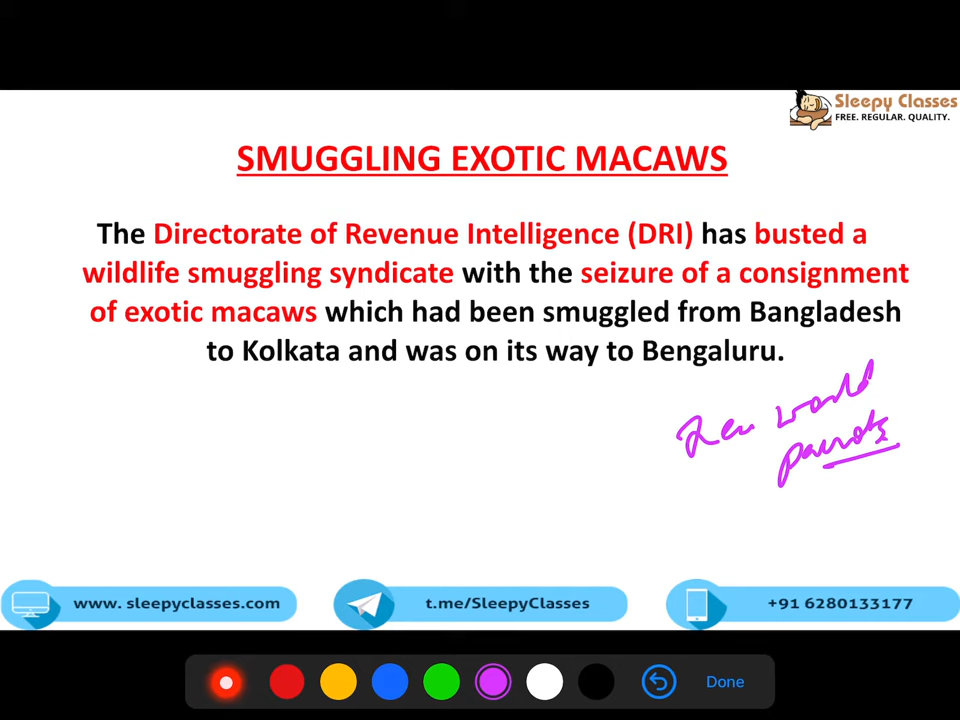 Sleepy Classes
FREE. REGULAR. QUALITY.
SMUGGLING EXOTIC MACAWS
The Directorate of Revenue Intelligence (DRI) has busted a
wildlife smuggling syndicate with the seizure of a consignment
of exotic macaws which had been smuggled from Bangladesh
to Kolkata and was on its way to Bengaluru.
world
parrots
www. sleepyclasses.com
t.me/SleepyClasses
+91 6280133177
Done